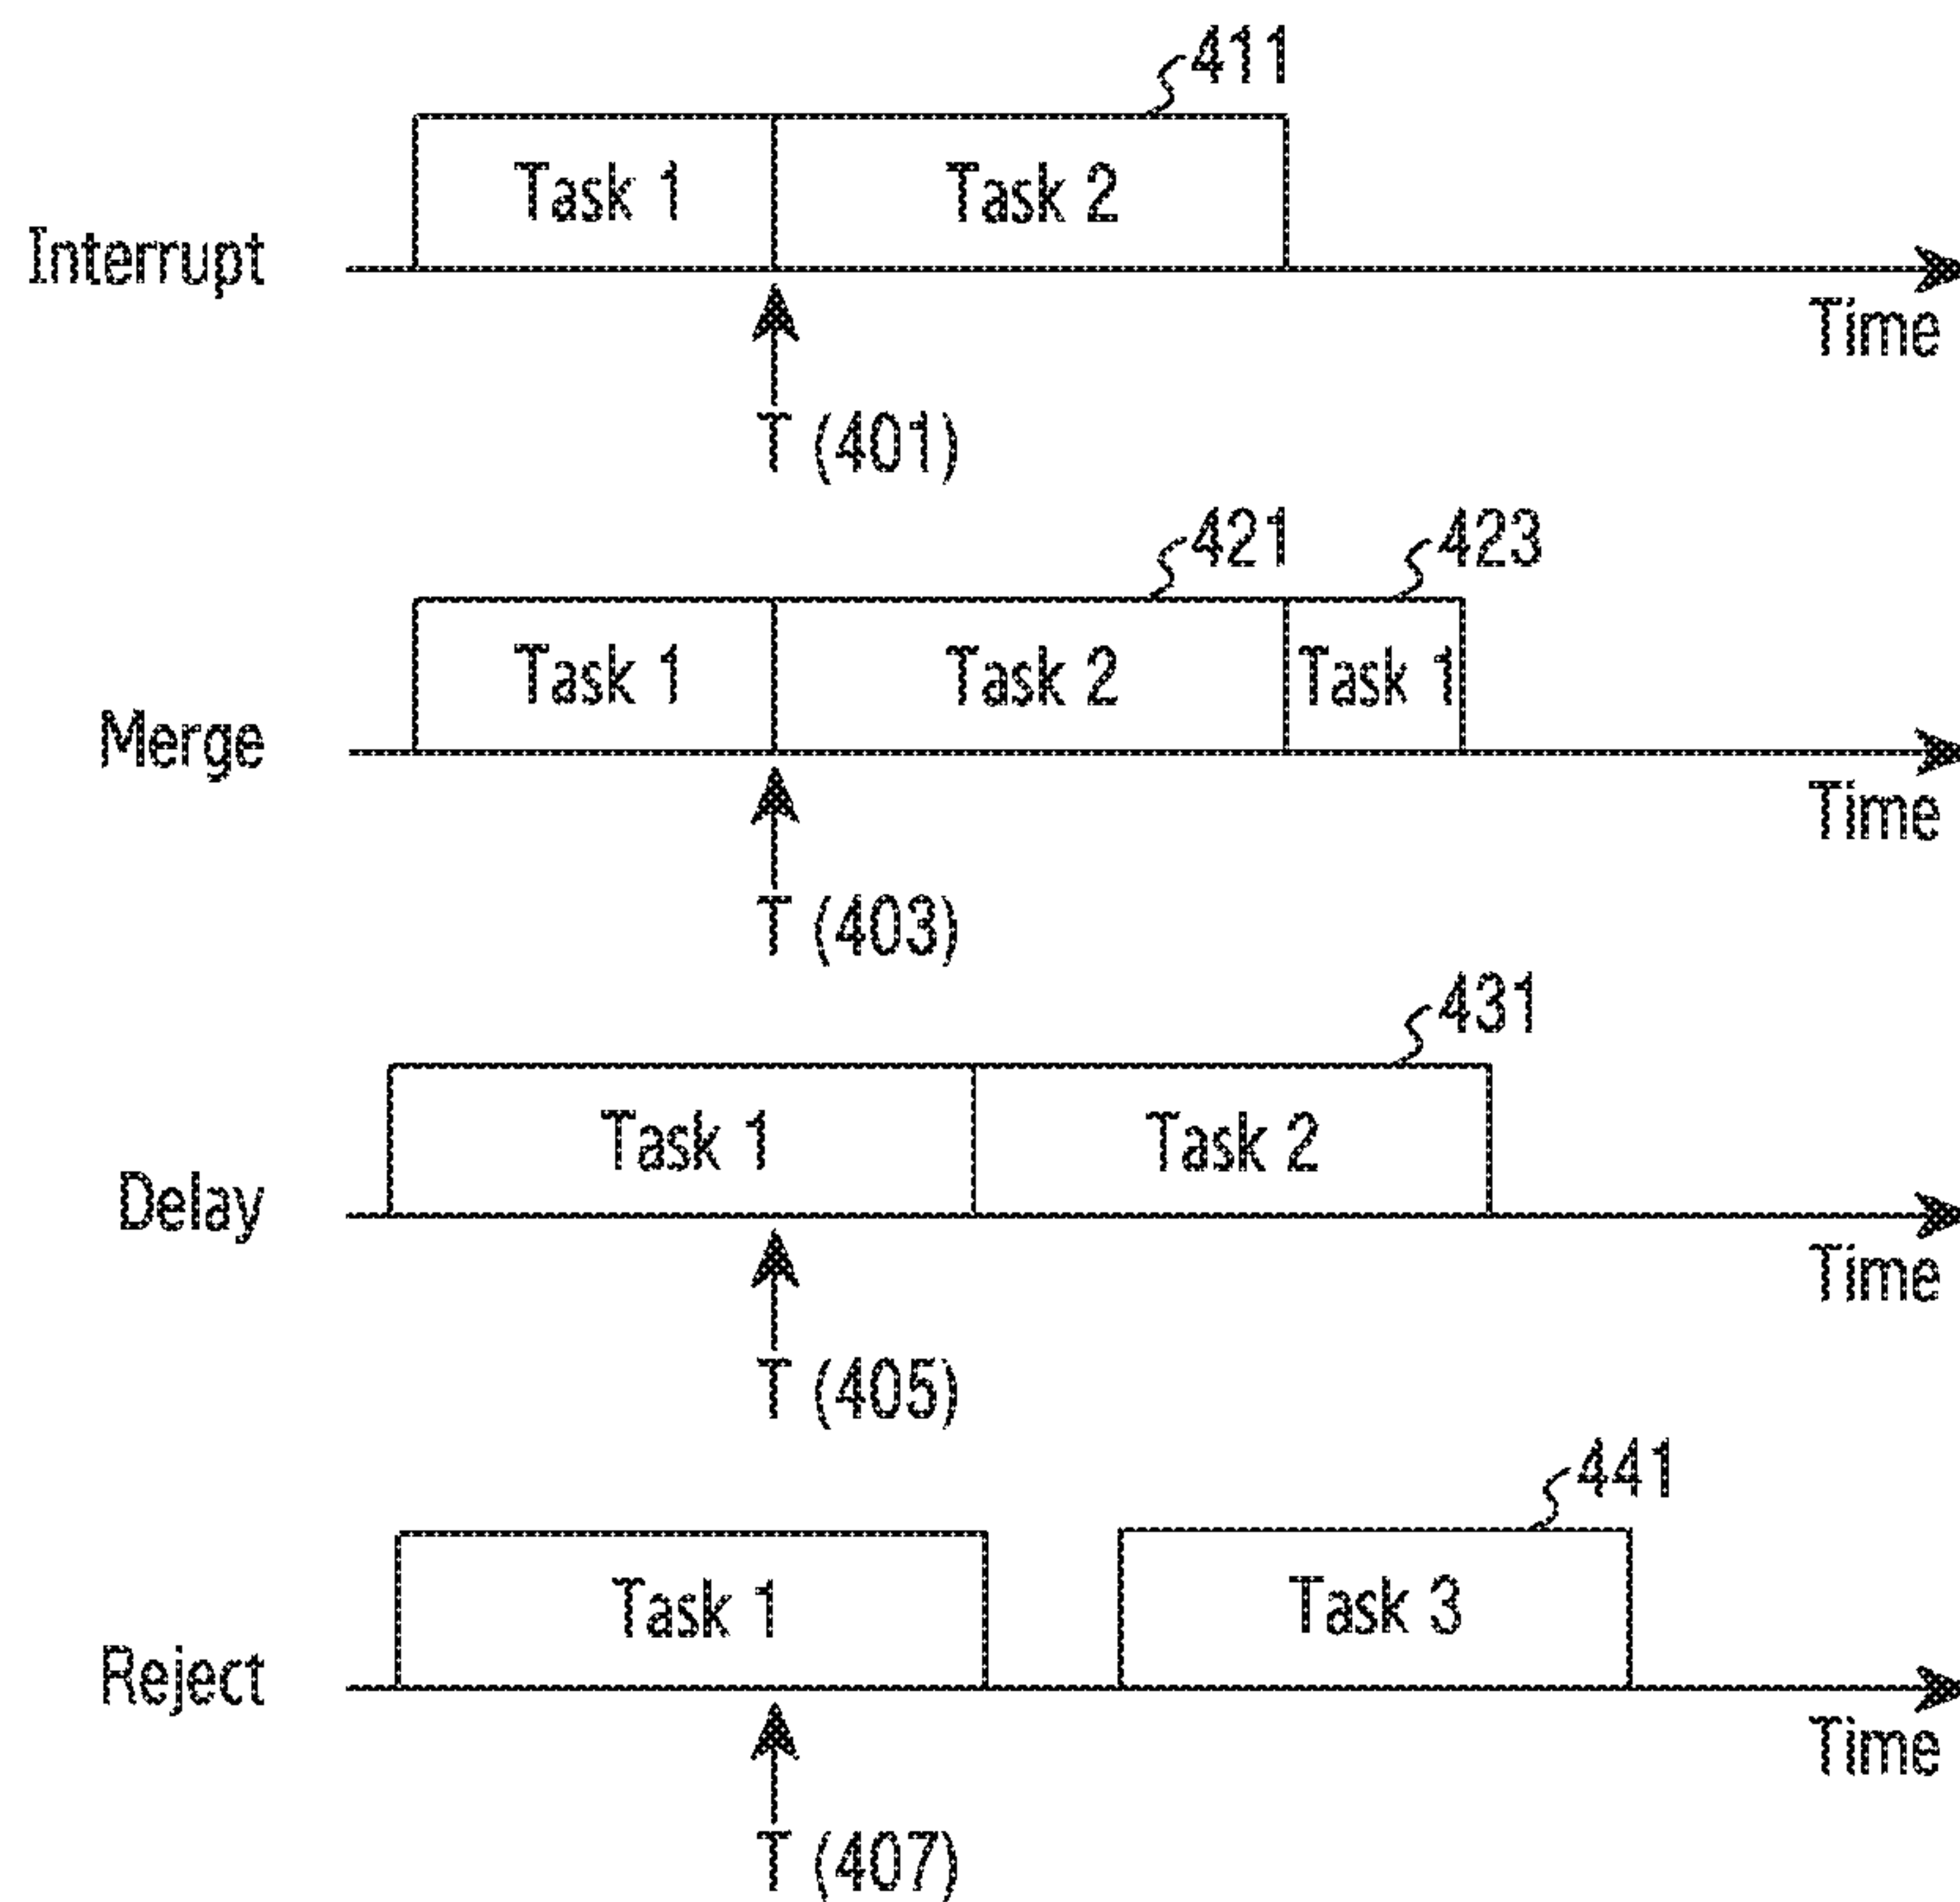 411
Task 1 Task 2
Interrupt
Time
T (401)
421 423
Task 1 Task 2 Task 1
Merge
Time
T (403)
431
Task 1 Task 2
Delay
Time
T (405)
441
Task 1 Task 3
Reject
Time
T (407)